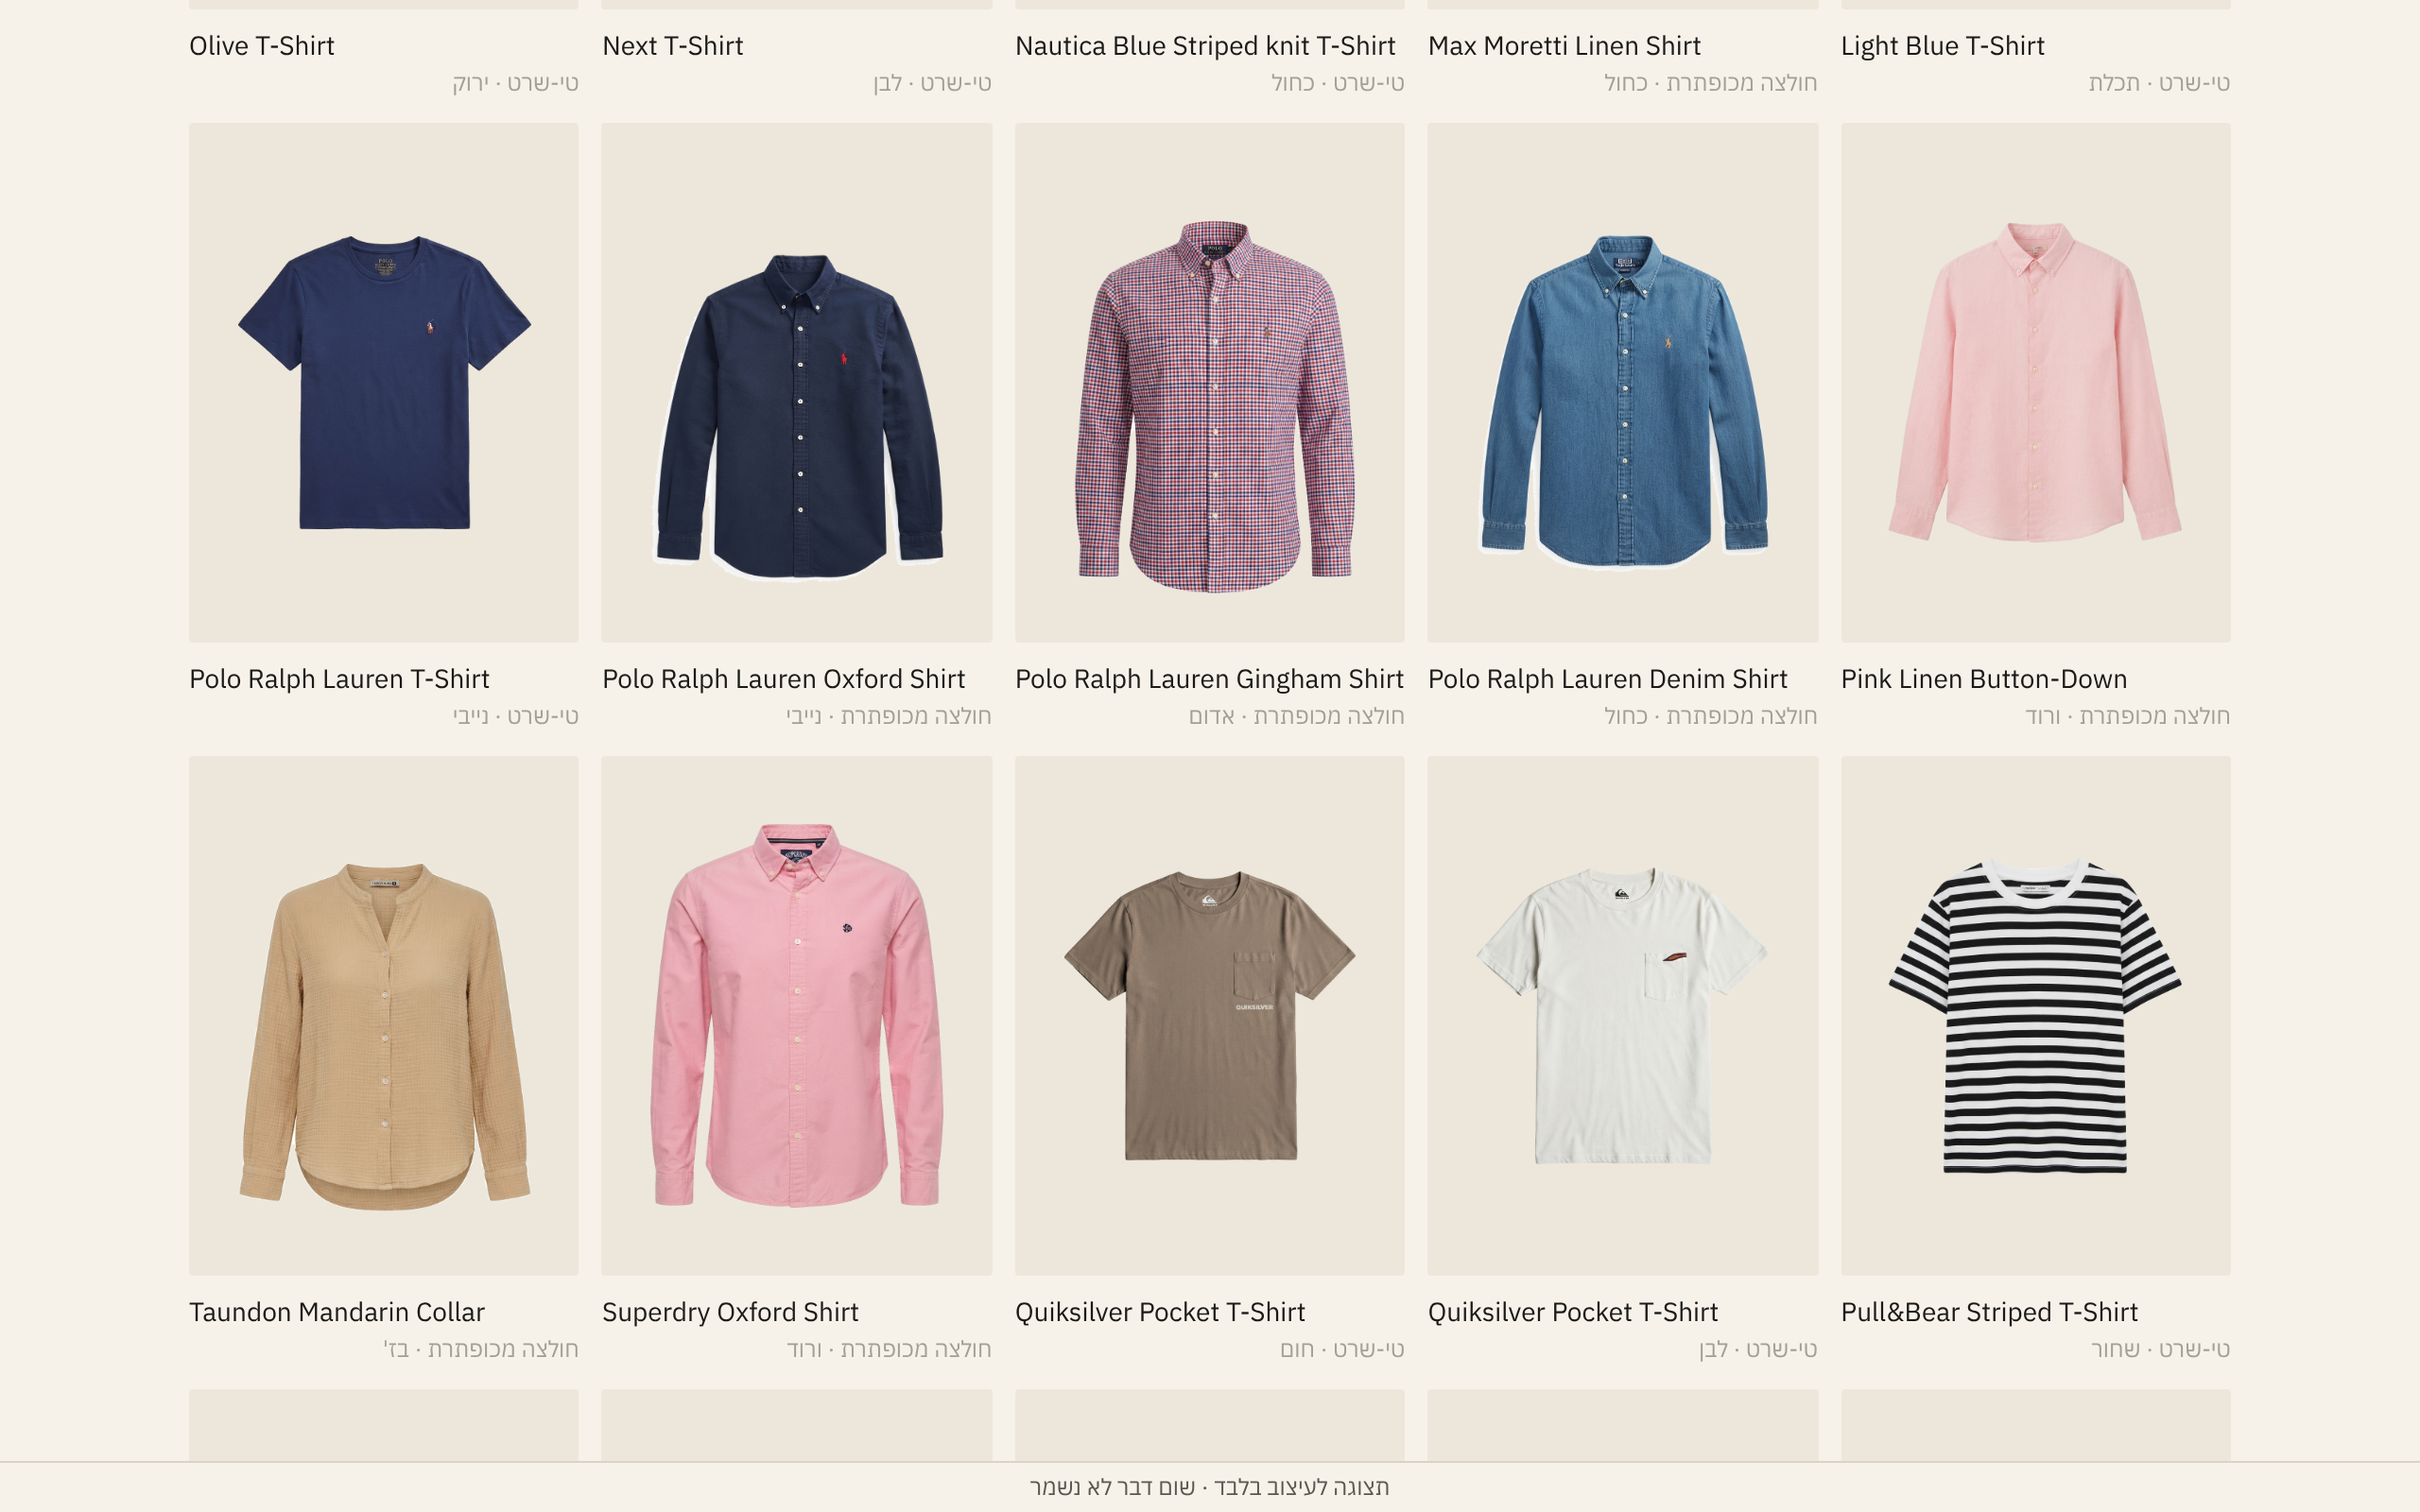 Olive T-Shirt
טי-שרט · ירוק
Next T-Shirt
טי-שרט · לבן
Nautica Blue Striped knit T-Shirt
טי-שרט · כחול
Max Moretti Linen Shirt
חולצה מכופתרת · כחול
Light Blue T-Shirt
טי-שרט · תכלת
POLO
POLO
Polo Ralph Lauren T-Shirt
טי-שרט · נייבי
Polo Ralph Lauren Oxford Shirt
חולצה מכופתרת · נייבי
Polo Ralph Lauren Gingham Shirt
חולצה מכופתרת · אדום
Polo Ralph Lauren Denim Shirt
חולצה מכופתרת · כחול
Pink Linen Button-Down
חולצה מכופתרת · ורוד
QUIKSILVER
Taundon Mandarin Collar
חולצה מכופתרת · בז'
Superdry Oxford Shirt
חולצה מכופתרת · ורוד
Quiksilver Pocket T-Shirt
טי-שרט · חום
Quiksilver Pocket T-Shirt
טי-שרט · לבן
Pull&Bear Striped T-Shirt
טי-שרט · שחור
תצוגה לעיצוב בלבד · שום דבר לא נשמר